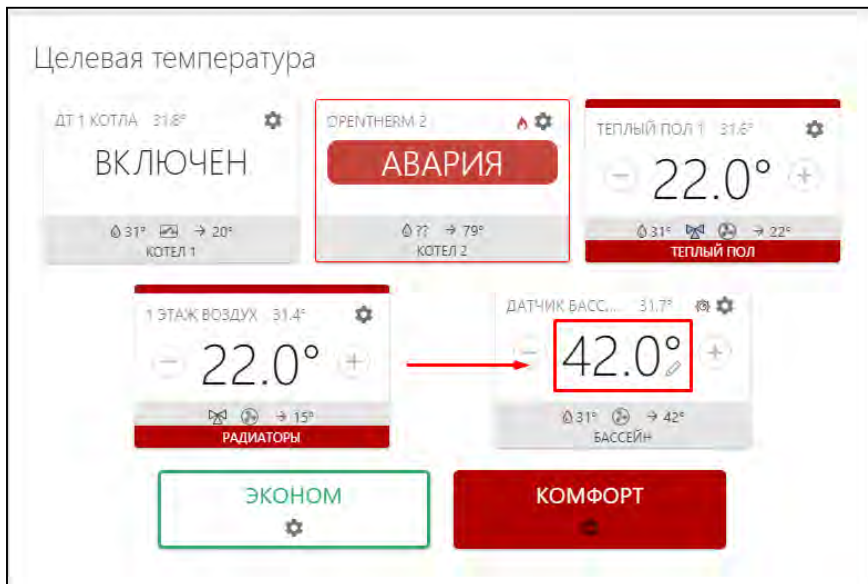 Целевая температура
ДТ 1 КОТЛА 31.8°
ВКЛЮЧЕН
31° → 20°
КОТЕЛ 1
OPENTHERM 2
АВАРИЯ
?? → 79°
КОТЕЛ 2
ТЕПЛЫЙ ПОЛ 1 31.6°
− 22.0° +
31° → 22°
ТЕПЛЫЙ ПОЛ
1 ЭТАЖ ВОЗДУХ 31.4°
− 22.0° +
→ 15°
РАДИАТОРЫ
ДАТЧИК БАСС.... 31.7°
− 42.0° +
31° → 42°
БАССЕЙН
ЭКОНОМ
КОМФОРТ